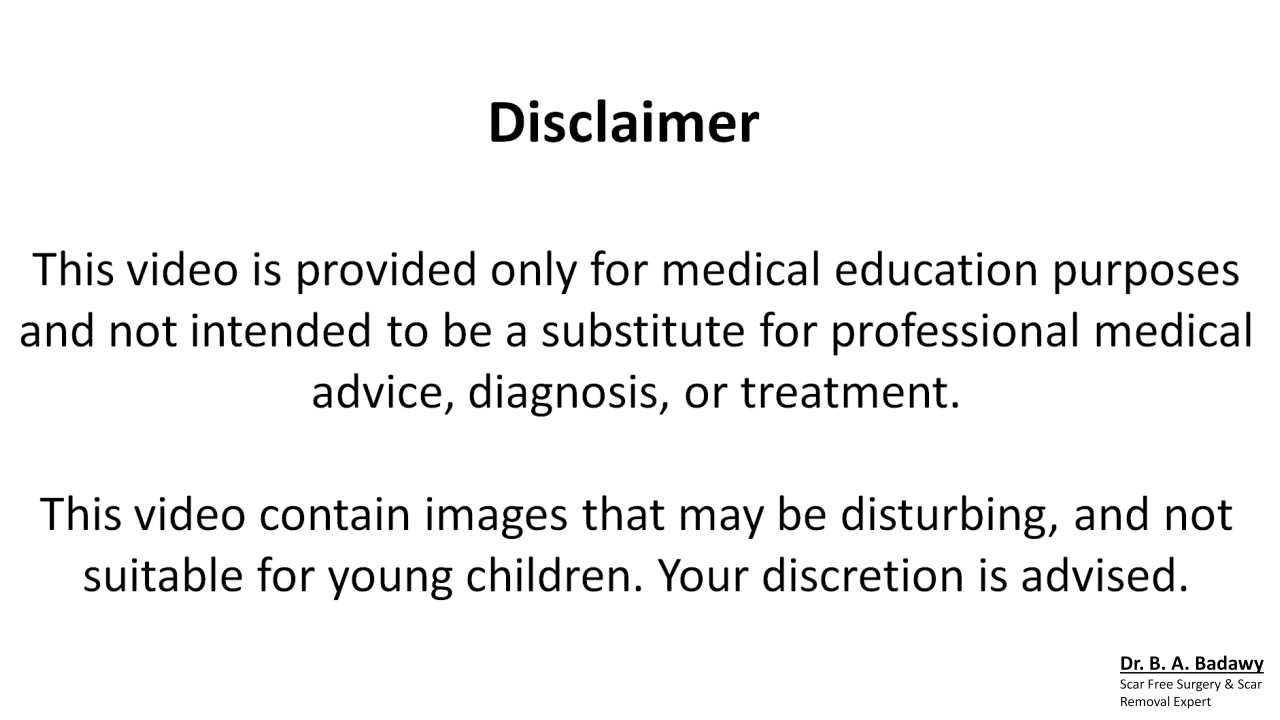 Disclaimer
This video is provided only for medical education purposes
and not intended to be a substitute for professional medical
advice, diagnosis, or treatment.
This video contain images that may be disturbing, and not
suitable for young children. Your discretion is advised.
Dr. B. A. Badawy
Scar Free Surgery & Scar
Removal Expert